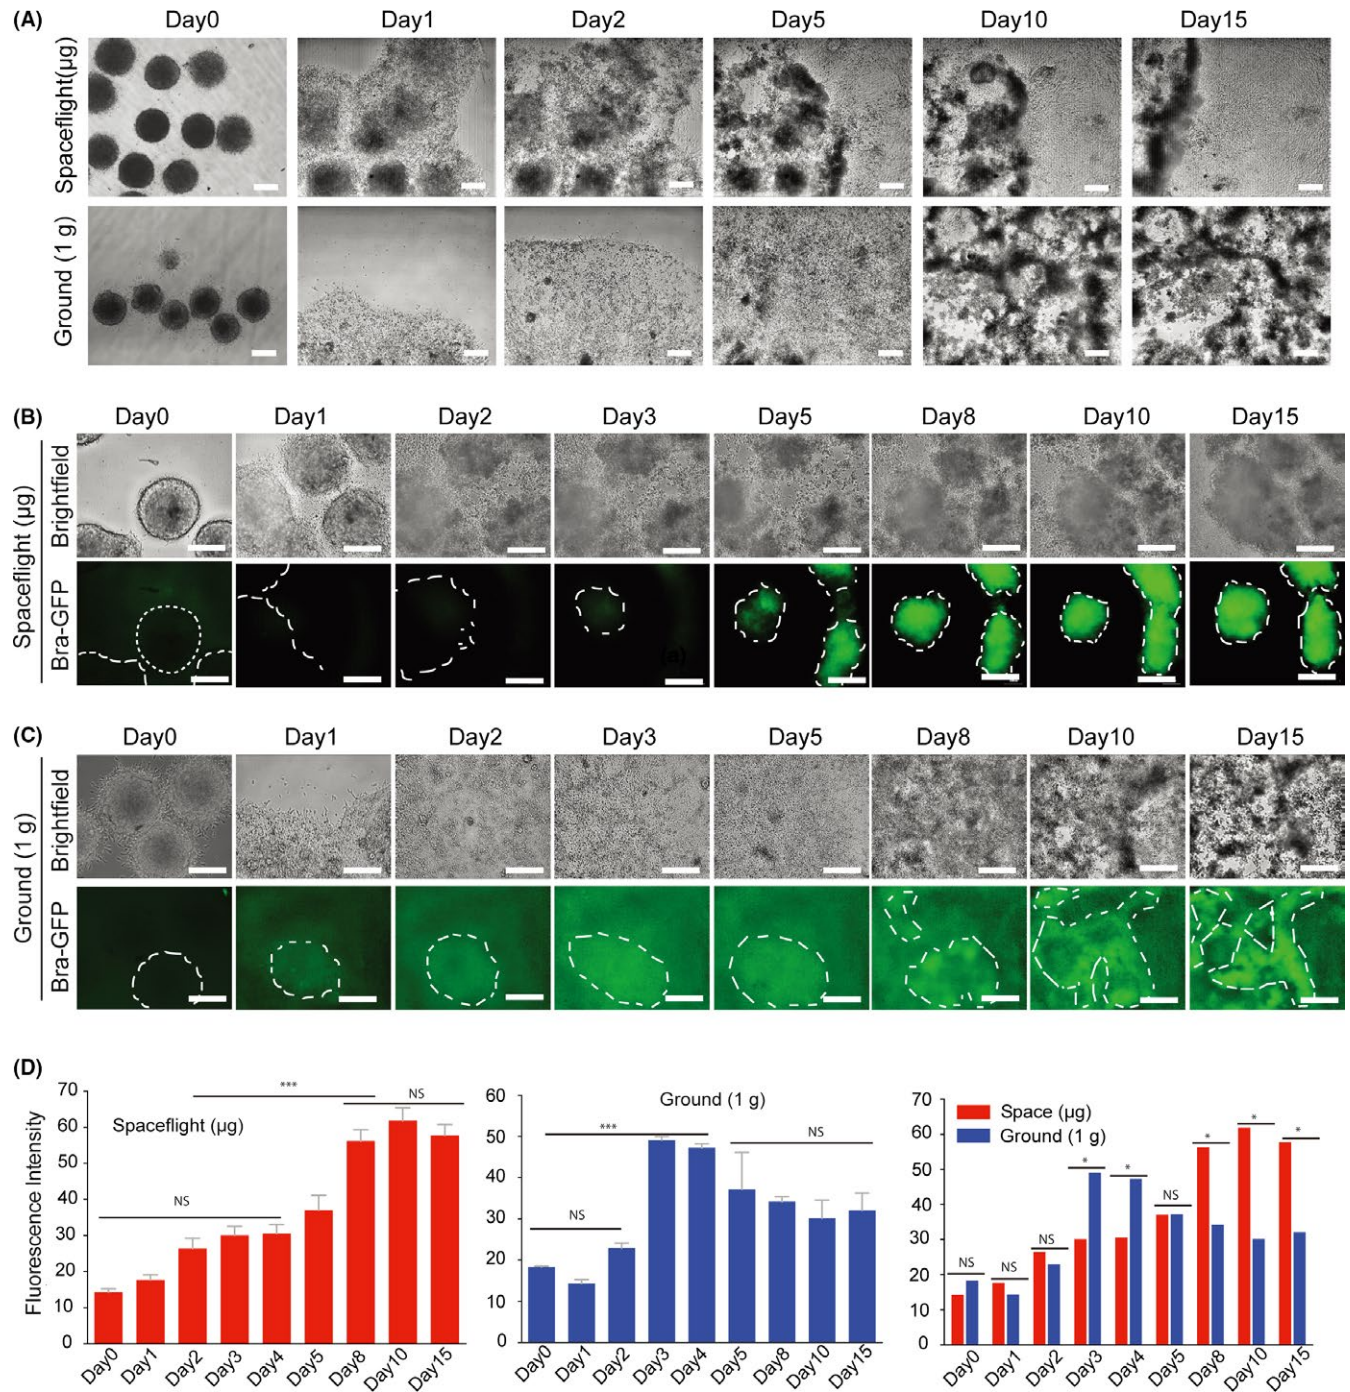 (A)
Day0 Day1 Day2 Day5 Day10 Day15
Spaceflight(µg)
Ground (1 g)
(B)
Day0 Day1 Day2 Day3 Day5 Day8 Day10 Day15
Spaceflight (µg)
Brightfield
Bra-GFP
(a)
(C)
Day0 Day1 Day2 Day3 Day5 Day8 Day10 Day15
Ground (1 g)
Brightfield
Bra-GFP
(D)
Fluorescence Intensity
70
60
50
40
30
20
10
0
Spaceflight (µg)
NS
***
NS
Day0 Day1 Day2 Day3 Day4 Day5 Day8 Day10 Day15
60
50
40
30
20
10
0
Ground (1 g)
***
NS
NS
Day0 Day1 Day2 Day3 Day4 Day5 Day8 Day10 Day15
70
60
50
40
30
20
10
0
Space (µg)
Ground (1 g)
NS NS NS * * NS * * *
Day0 Day1 Day2 Day3 Day4 Day5 Day8 Day10 Day15